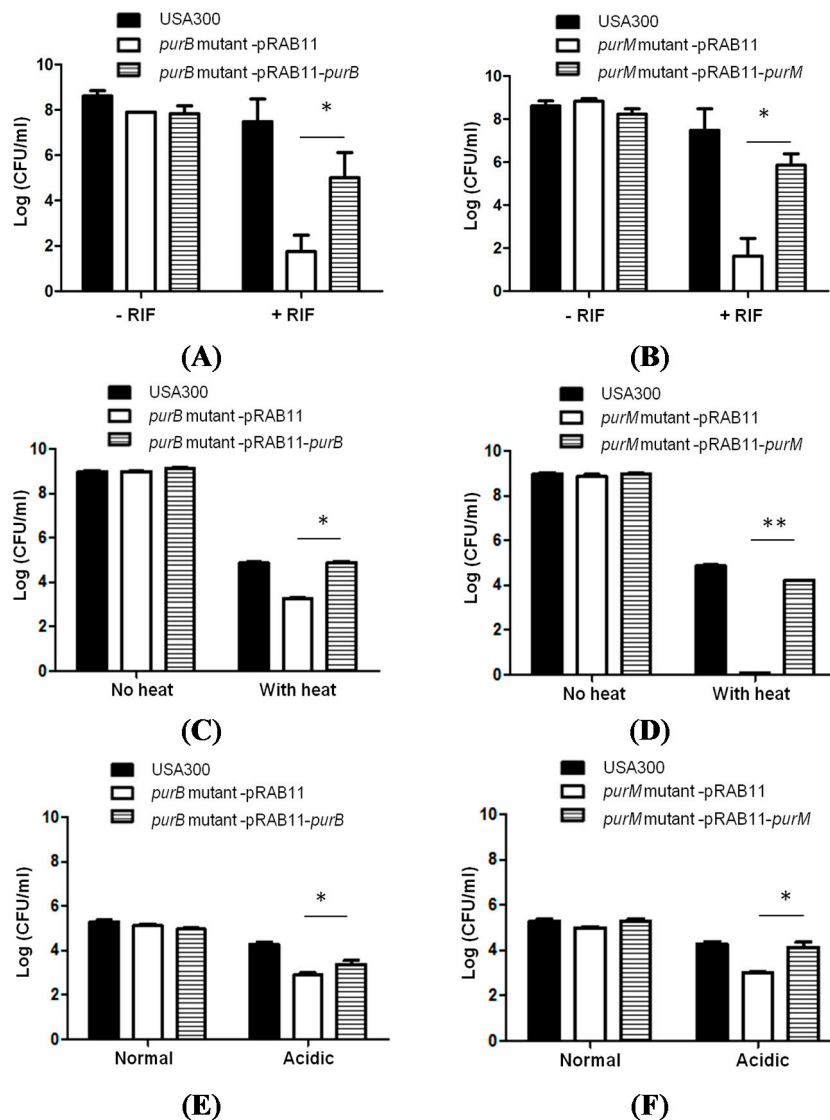 USA300
purB mutant-pRAB11
purB mutant-pRAB11-purB
Log (CFU/ml)
10
8
6
4
2
0
*
- RIF
+ RIF
(A)
USA300
purM mutant-pRAB11
purM mutant-pRAB11-purM
Log (CFU/ml)
10
8
6
4
2
0
*
- RIF
+ RIF
(B)
USA300
purB mutant-pRAB11
purB mutant-pRAB11-purB
Log (CFU/ml)
10
8
6
4
2
0
*
No heat
With heat
(C)
USA300
purM mutant-pRAB11
purM mutant-pRAB11-purM
Log (CFU/ml)
10
8
6
4
2
0
**
No heat
With heat
(D)
USA300
purB mutant-pRAB11
purB mutant-pRAB11-purB
Log (CFU/ml)
10
8
6
4
2
0
*
Normal
Acidic
(E)
USA300
purM mutant-pRAB11
purM mutant-pRAB11-purM
Log (CFU/ml)
10
8
6
4
2
0
*
Normal
Acidic
(F)